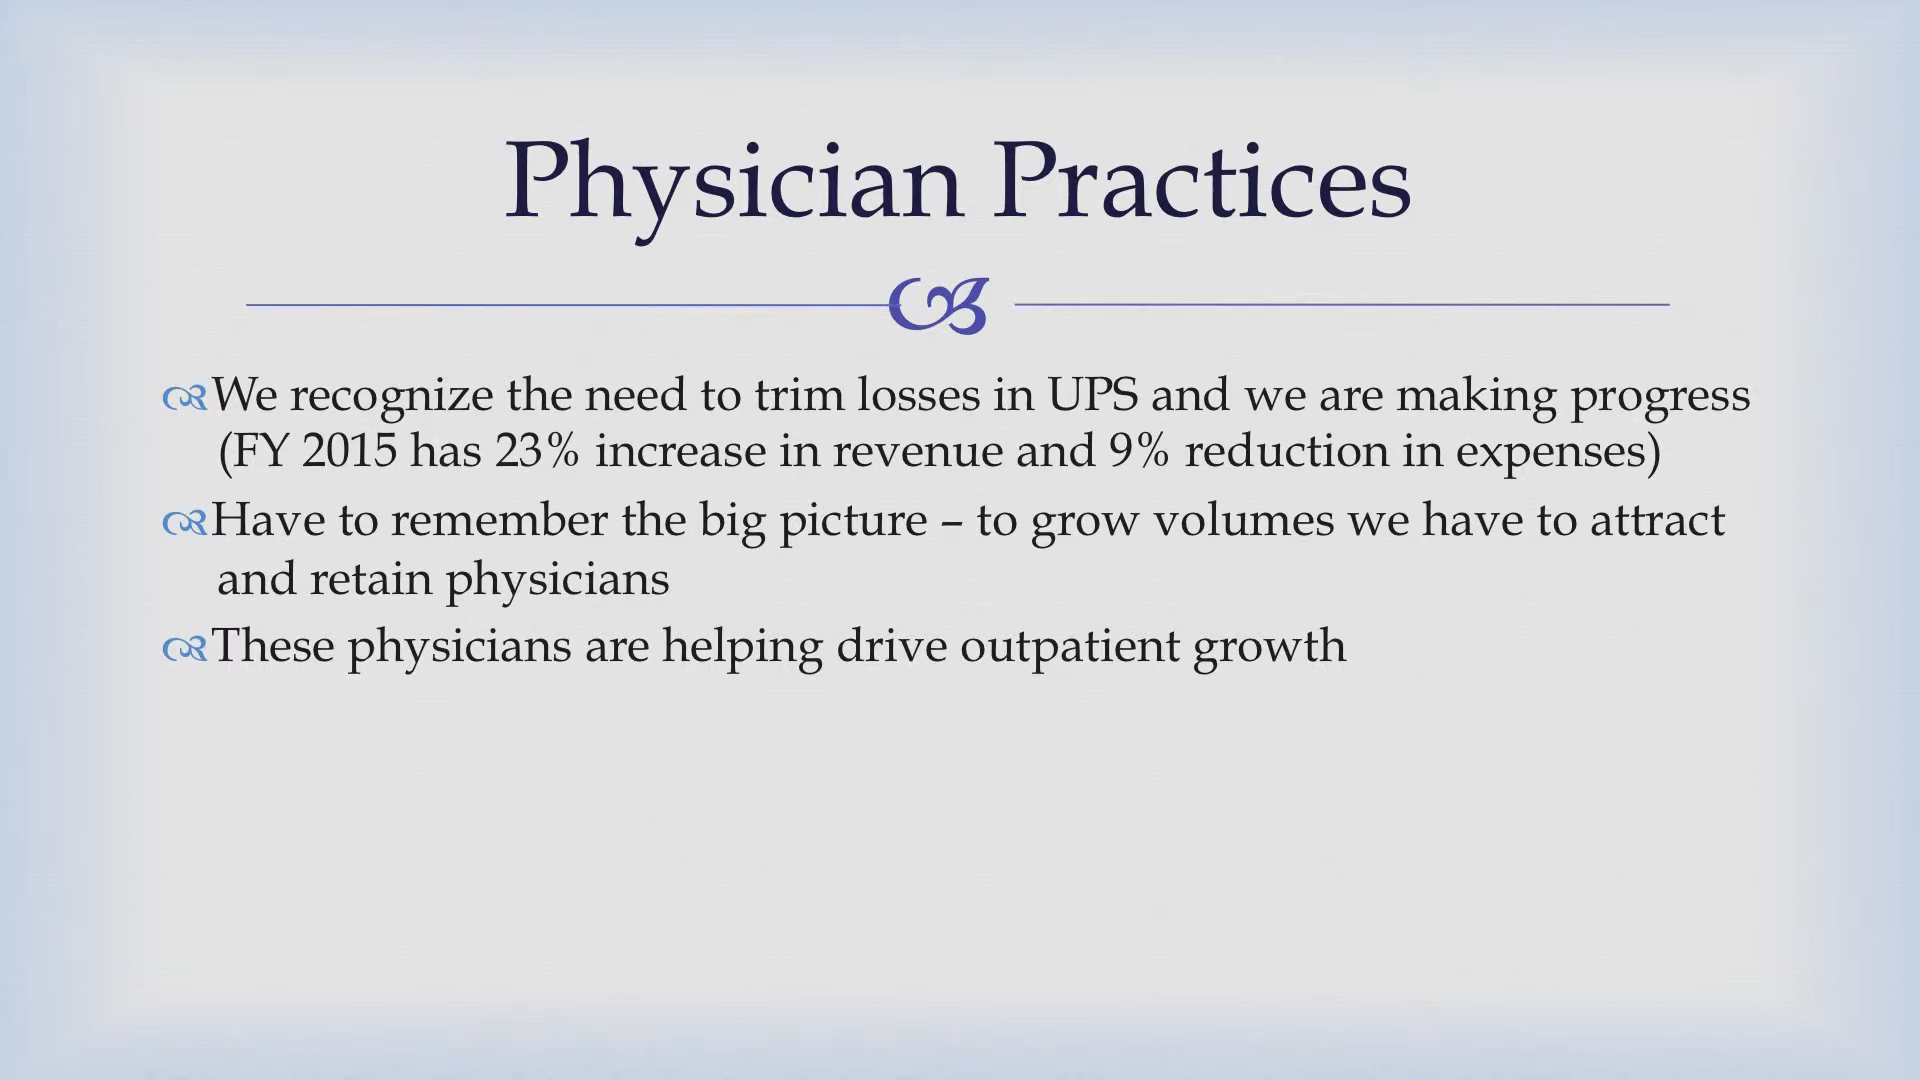 Physician Practices
We recognize the need to trim losses in UPS and we are making progress
(FY 2015 has 23% increase in revenue and 9% reduction in expenses)
Have to remember the big picture – to grow volumes we have to attract
and retain physicians
These physicians are helping drive outpatient growth